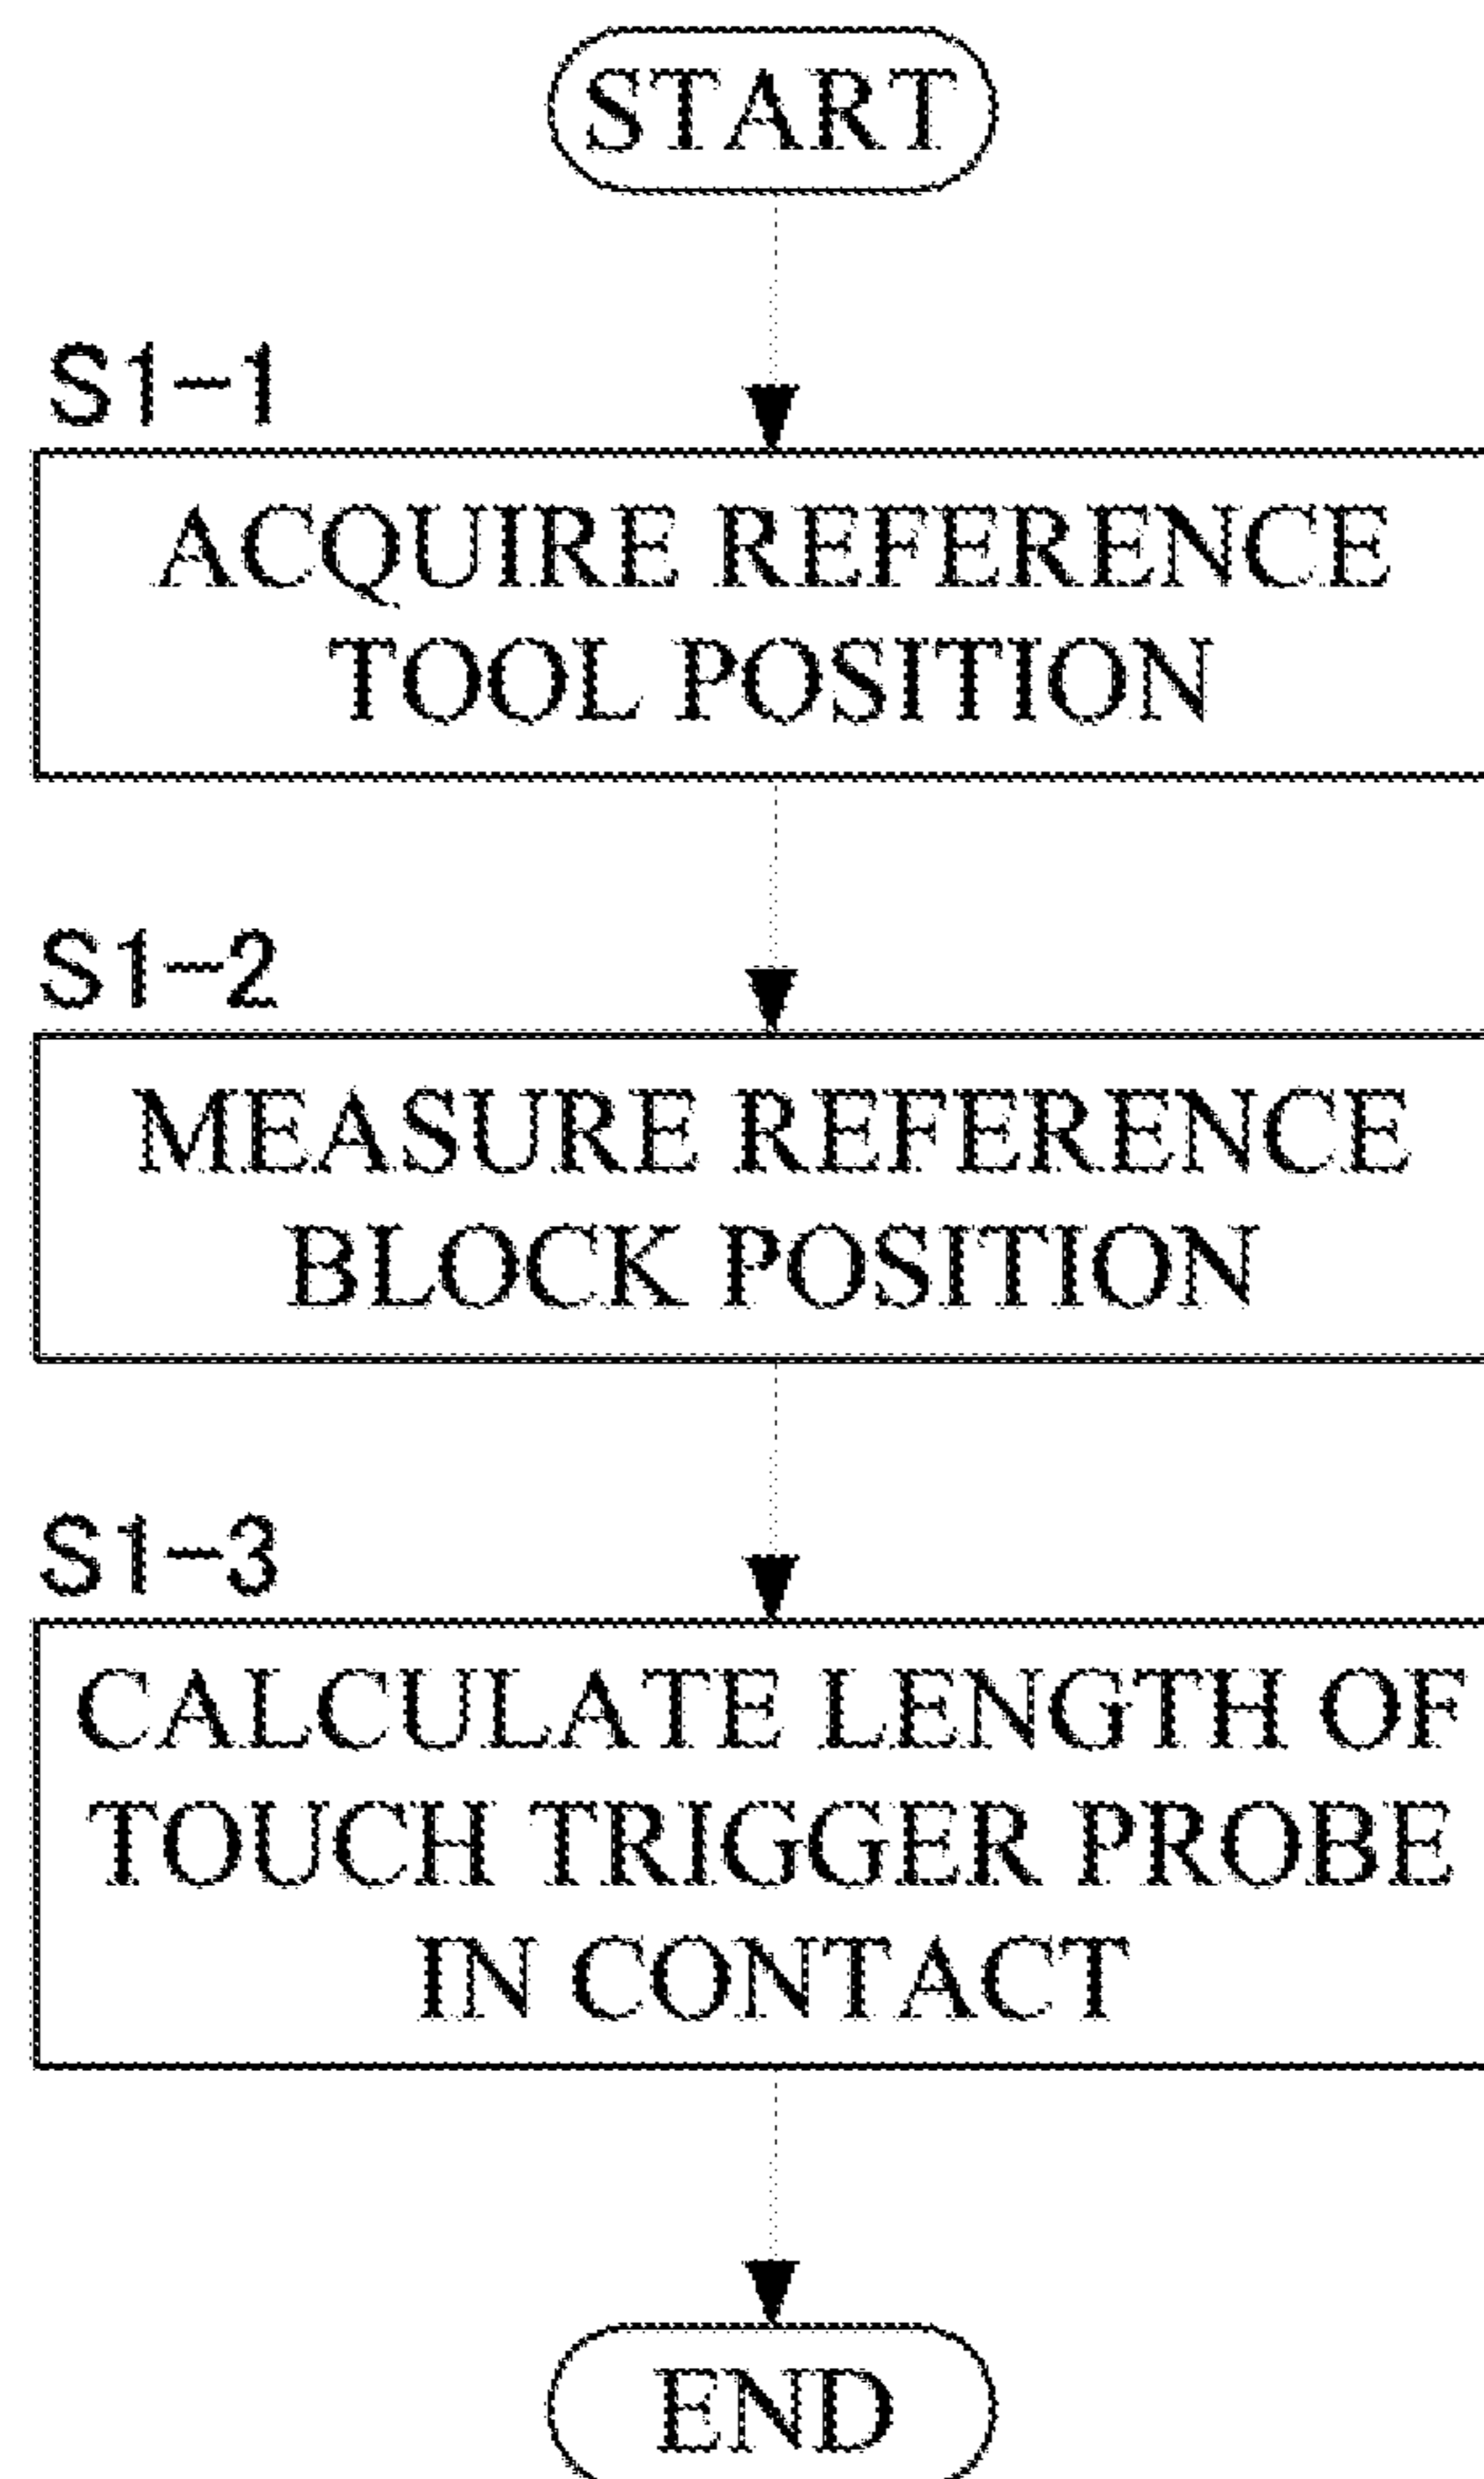 START
S1-1
ACQUIRE REFERENCE
TOOL POSITION
S1-2
MEASURE REFERENCE
BLOCK POSITION
S1-3
CALCULATE LENGTH OF
TOUCH TRIGGER PROBE
IN CONTACT
END